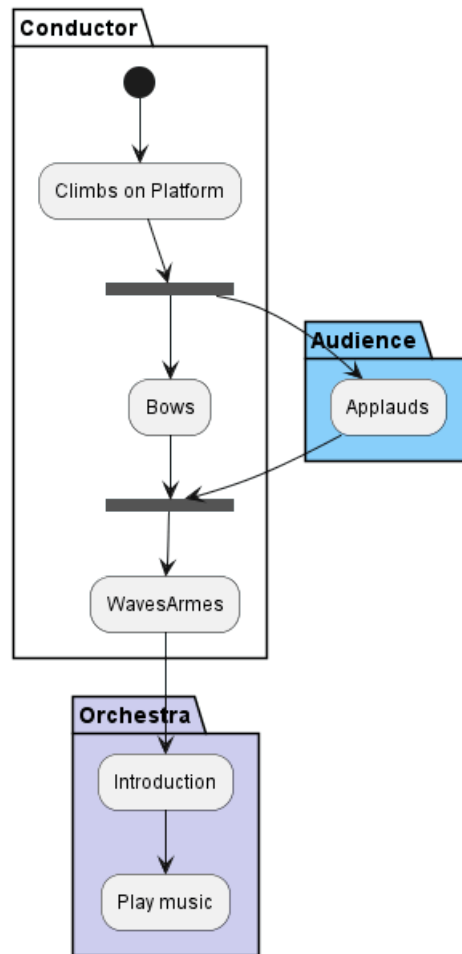 Conductor
Climbs on Platform
Audience
Bows
Applauds
WavesArmes
Orchestra
Introduction
Play music